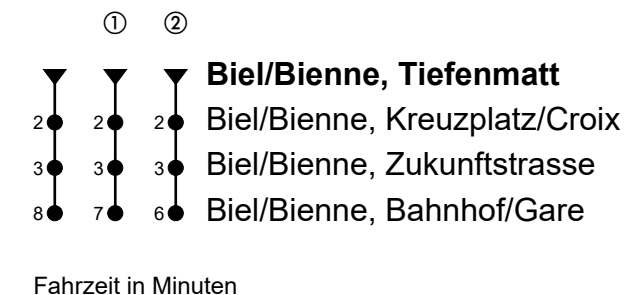 ① ②
Biel/Bienne, Tiefenmatt
2 2 2 Biel/Bienne, Kreuzplatz/Croix
3 3 3 Biel/Bienne, Zukunftstrasse
8 7 6 Biel/Bienne, Bahnhof/Gare
Fahrzeit in Minuten